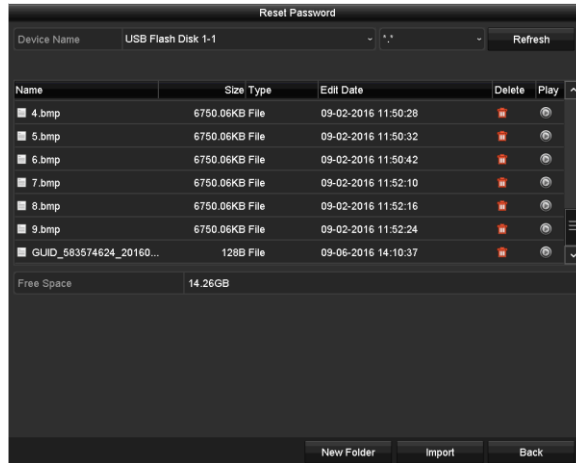 Reset Password
Device Name USB Flash Disk 1-1 *.* Refresh
Name Size Type Edit Date Delete Play
4.bmp 6750.06KB File 09-02-2016 11:50:28
5.bmp 6750.06KB File 09-02-2016 11:50:32
6.bmp 6750.06KB File 09-02-2016 11:50:42
7.bmp 6750.06KB File 09-02-2016 11:52:10
8.bmp 6750.06KB File 09-02-2016 11:52:16
9.bmp 6750.06KB File 09-02-2016 11:52:24
GUID_583574624_20160... 128B File 09-06-2016 14:10:37
Free Space 14.26GB
New Folder Import Back